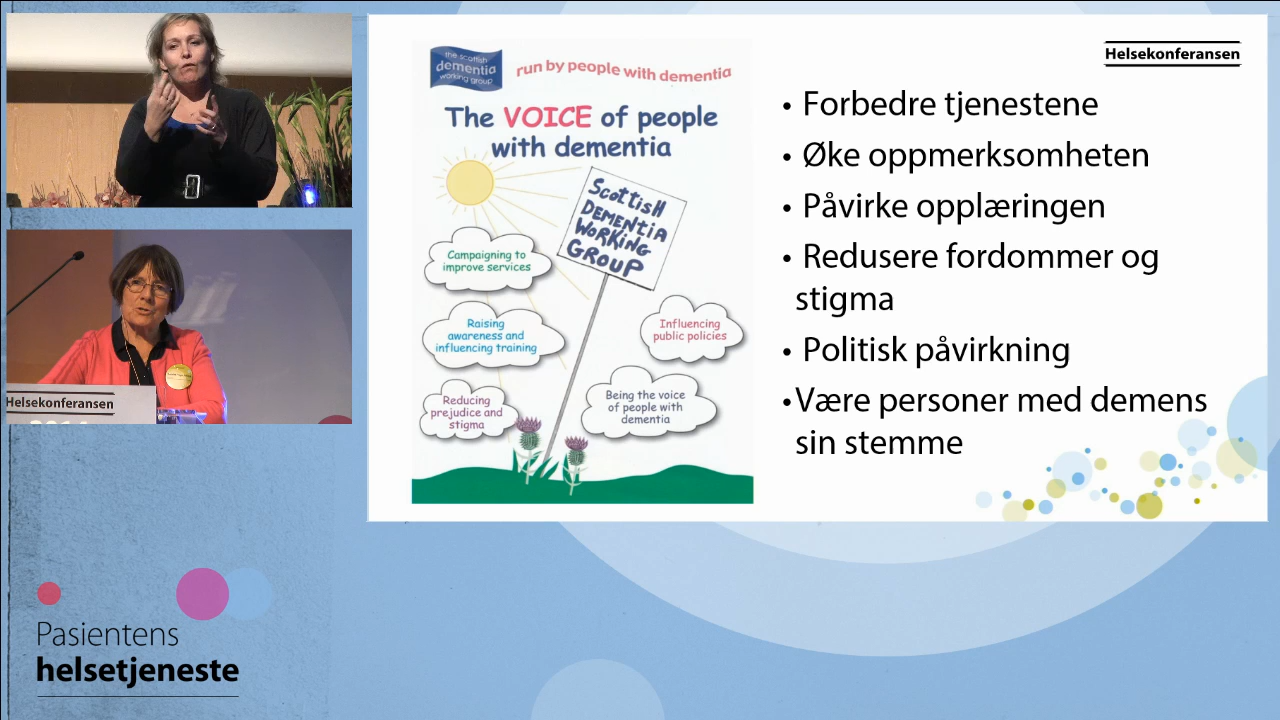 Helsekonferansen
the scottish
dementia
working group
run by people with dementia
The VOICE of people
with dementia
Scottish
Dementia
Working
Group
Campaigning to
improve services
Raising
awareness and
influencing training
Influencing
public policies
Reducing
prejudice and
stigma
Being the voice
of people with
dementia
• Forbedre tjenestene
• Øke oppmerksomheten
• Påvirke opplæringen
• Redusere fordommer og
stigma
• Politisk påvirkning
• Være personer med demens
sin stemme
Helsekonferansen
Pasientens
helsetjeneste